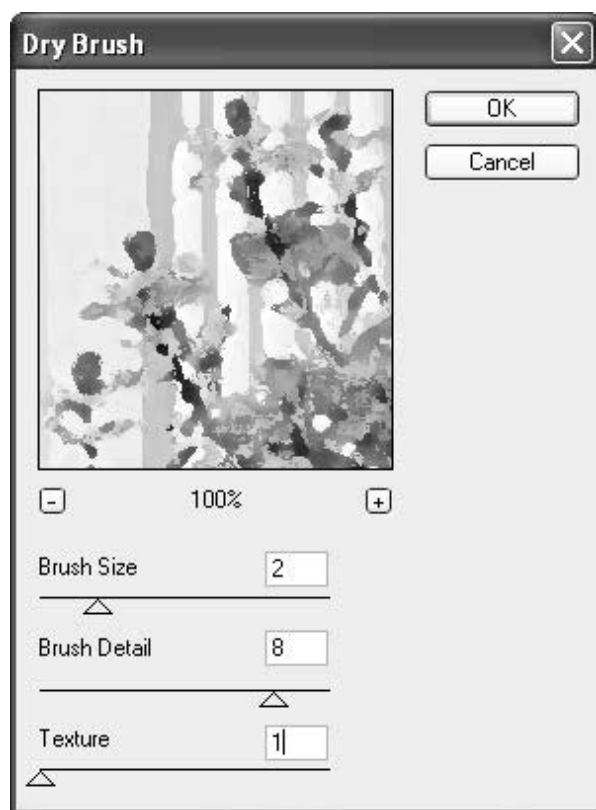 Dry Brush
OK
Cancel
- 100% +
Brush Size 2
Brush Detail 8
Texture 1